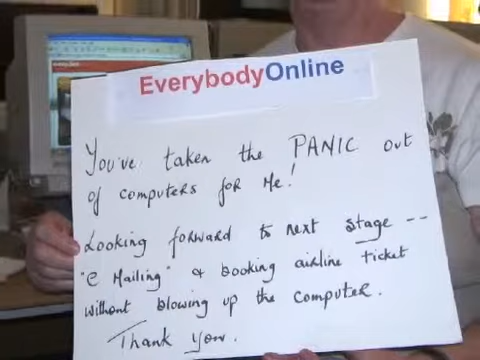 EverybodyOnline
You've taken the PANIC out
of computers for Me!
Looking forward to next stage --
"e Mailing" & booking airline ticket
without blowing up the computer.
Thank you.